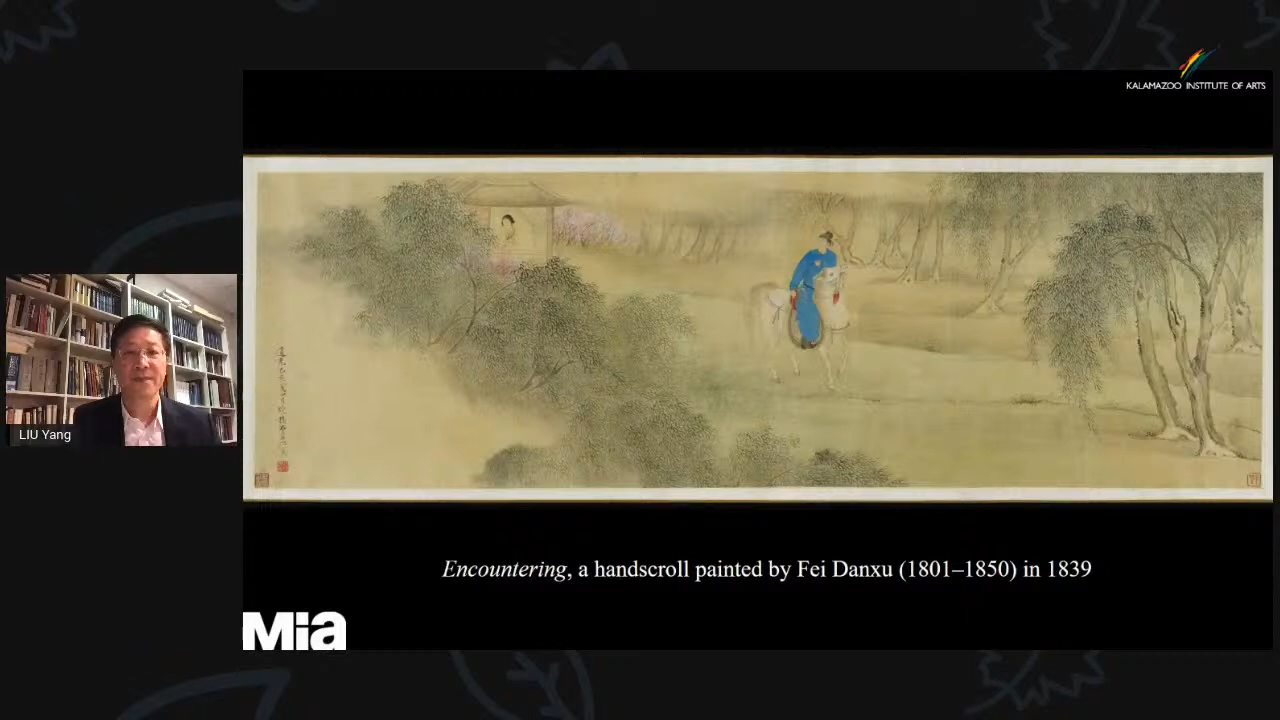 KALAMAZOO INSTITUTE OF ARTS
LIU Yang
Encountering, a handscroll painted by Fei Danxu (1801–1850) in 1839
Mia